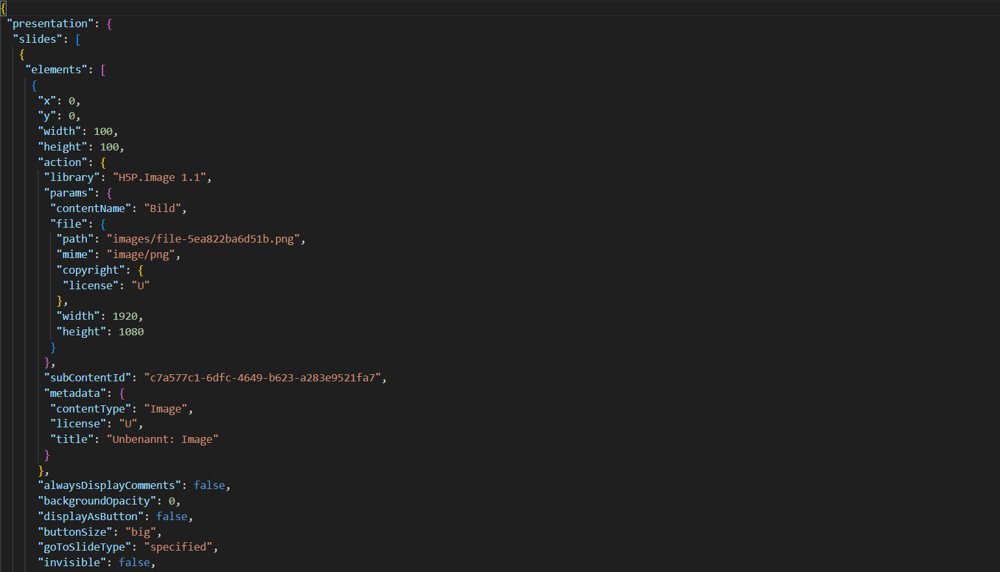 {
"presentation": {
"slides": [
{
"elements": [
{
"x": 0,
"y": 0,
"width": 100,
"height": 100,
"action": {
"library": "H5P.Image 1.1",
"params": {
"contentName": "Bild",
"file": {
"path": "images/file-5ea822ba6d51b.png",
"mime": "image/png",
"copyright": {
"license": "U"
},
"width": 1920,
"height": 1080
}
},
"subContentId": "c7a577c1-6dfc-4649-b623-a283e9521fa7",
"metadata": {
"contentType": "Image",
"license": "U",
"title": "Unbenannt: Image"
}
},
"alwaysDisplayComments": false,
"backgroundOpacity": 0,
"displayAsButton": false,
"buttonSize": "big",
"goToSlideType": "specified",
"invisible": false,